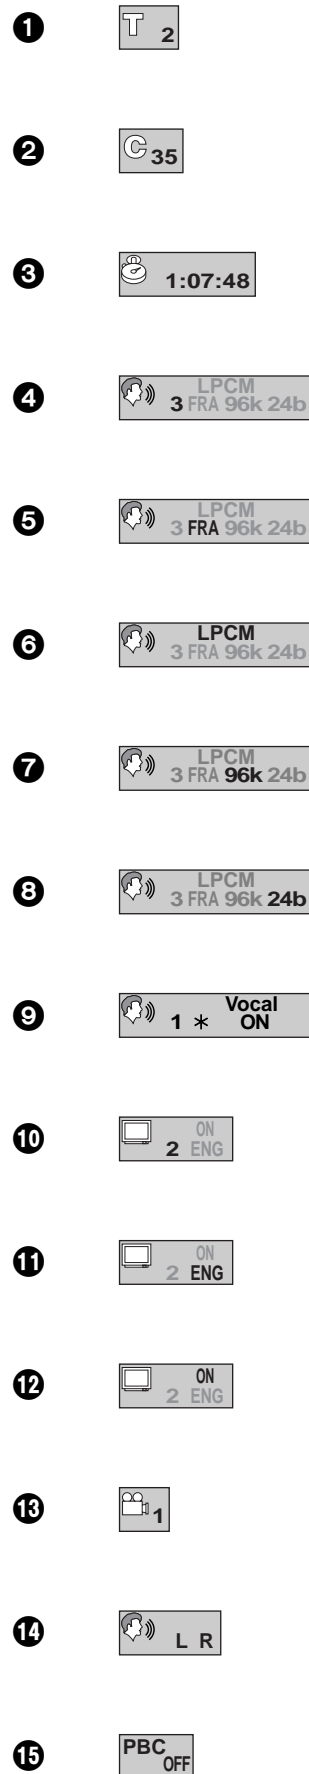 1 T 2
2 C 35
3 1:07:48
4 LPCM
3 FRA 96k 24b
5 LPCM
3 FRA 96k 24b
6 LPCM
3 FRA 96k 24b
7 LPCM
3 FRA 96k 24b
8 LPCM
3 FRA 96k 24b
9 Vocal
1 * ON
10 ON
2 ENG
11 ON
2 ENG
12 ON
2 ENG
13 1
14 L R
15 PBC
OFF